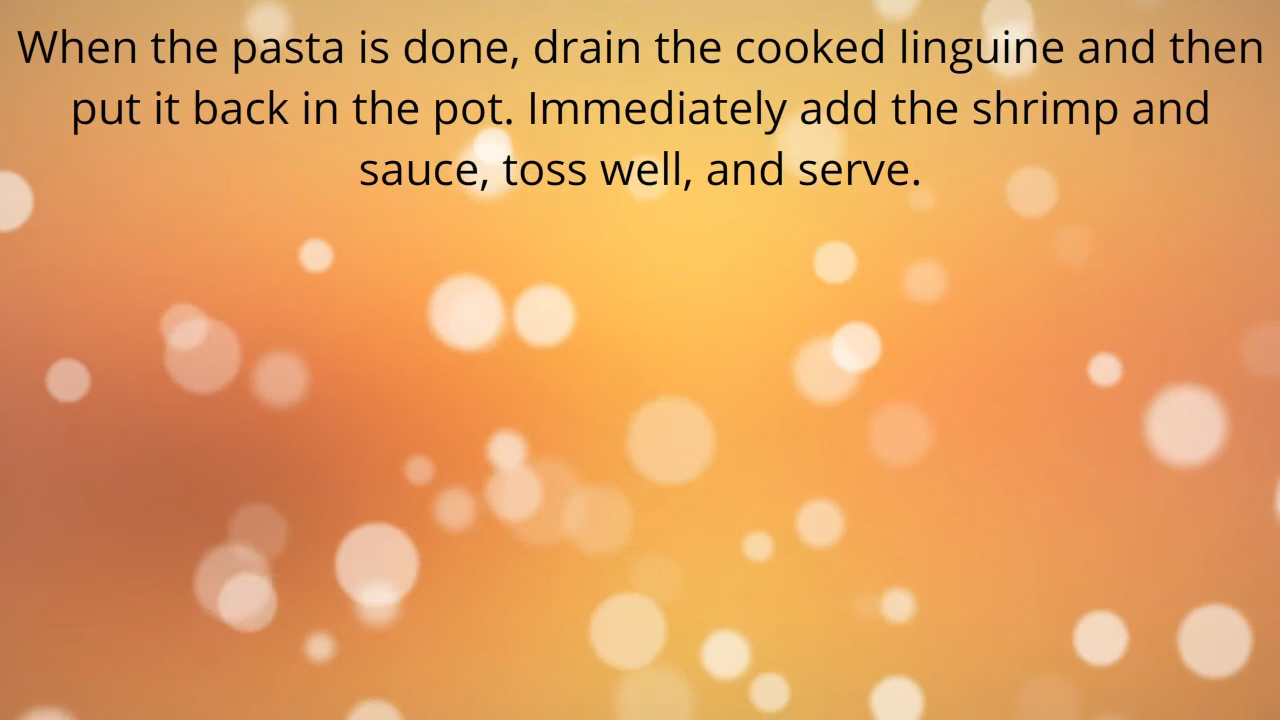 When the pasta is done, drain the cooked linguine and then
put it back in the pot. Immediately add the shrimp and
sauce, toss well, and serve.